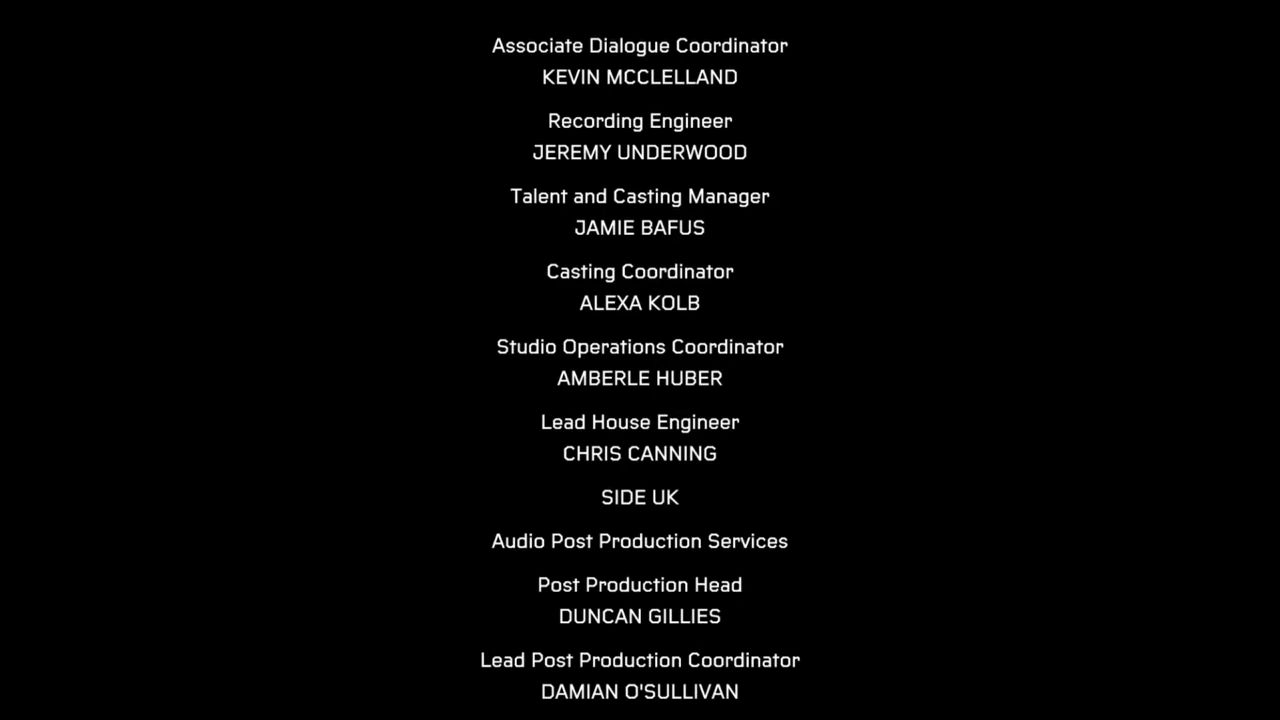 Associate Dialogue Coordinator
KEVIN MCCLELLAND
Recording Engineer
JEREMY UNDERWOOD
Talent and Casting Manager
JAMIE BAFUS
Casting Coordinator
ALEXA KOLB
Studio Operations Coordinator
AMBERLE HUBER
Lead House Engineer
CHRIS CANNING
SIDE UK
Audio Post Production Services
Post Production Head
DUNCAN GILLIES
Lead Post Production Coordinator
DAMIAN O'SULLIVAN